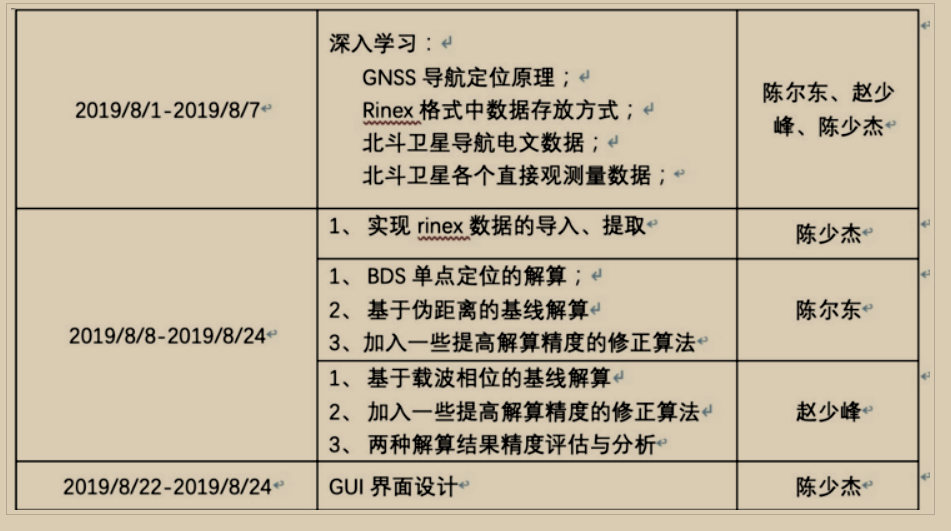 2019/8/1-2019/8/7
深入学习：
GNSS 导航定位原理；
Rinex 格式中数据存放方式；
北斗卫星导航电文数据；
北斗卫星各个直接观测量数据；
陈尔东、赵少
峰、陈少杰
2019/8/8-2019/8/24
1、 实现 rinex 数据的导入、提取
陈少杰
1、 BDS 单点定位的解算；
2、 基于伪距离的基线解算
3、加入一些提高解算精度的修正算法
陈尔东
1、 基于载波相位的基线解算
2、 加入一些提高解算精度的修正算法
3、 两种解算结果精度评估与分析
赵少峰
2019/8/22-2019/8/24
GUI 界面设计
陈少杰